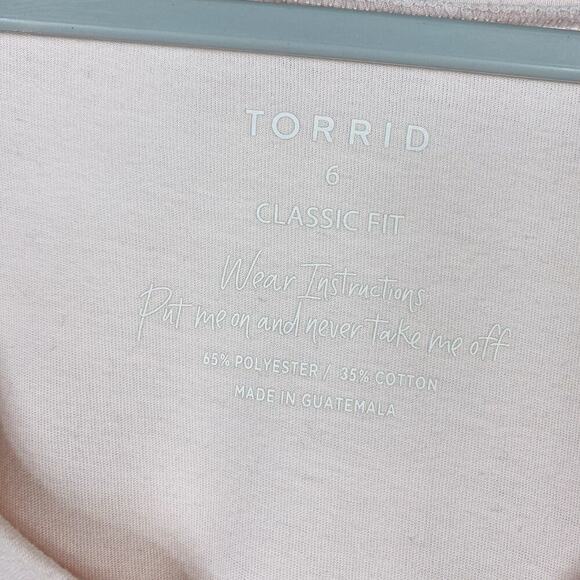 TORRID
6
CLASSIC FIT
Wear Instructions
Put me on and never take me off
65% POLYESTER / 35% COTTON
MADE IN GUATEMALA